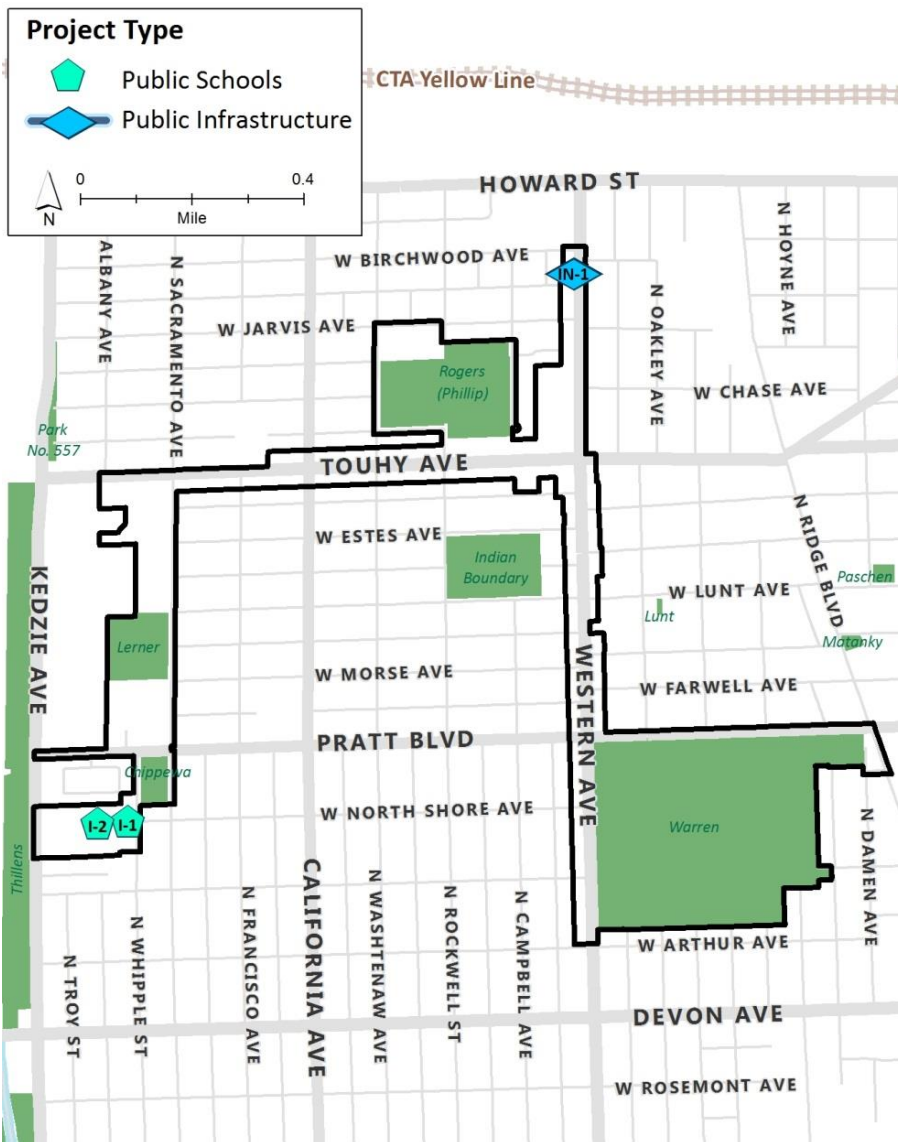 Project Type
Public Schools
Public Infrastructure
0
0.4
Mile
N
CTA Yellow Line
HOWARD ST
W BIRCHWOOD AVE
IN-1
N HOYNE AVE
ALBANY AVE
N SACRAMENTO AVE
W JARVIS AVE
N OAKLEY AVE
Rogers
(Phillip)
W CHASE AVE
Park
No. 557
TOUHY AVE
N RIDGE BLVD
W ESTES AVE
Indian
Boundary
KEDZIE AVE
W LUNT AVE
Paschen
Lunt
Matanky
Lerner
W MORSE AVE
WESTERN AVE
W FARWELL AVE
PRATT BLVD
Chippewa
W NORTH SHORE AVE
I-2
I-1
Warren
Thillens
N DAMEN AVE
CALIFORNIA AVE
N FRANCISCO AVE
N WASHTENAW AVE
N ROCKWELL ST
N CAMPBELL AVE
N WHIPPLE ST
N TROY ST
W ARTHUR AVE
DEVON AVE
W ROSEMONT AVE